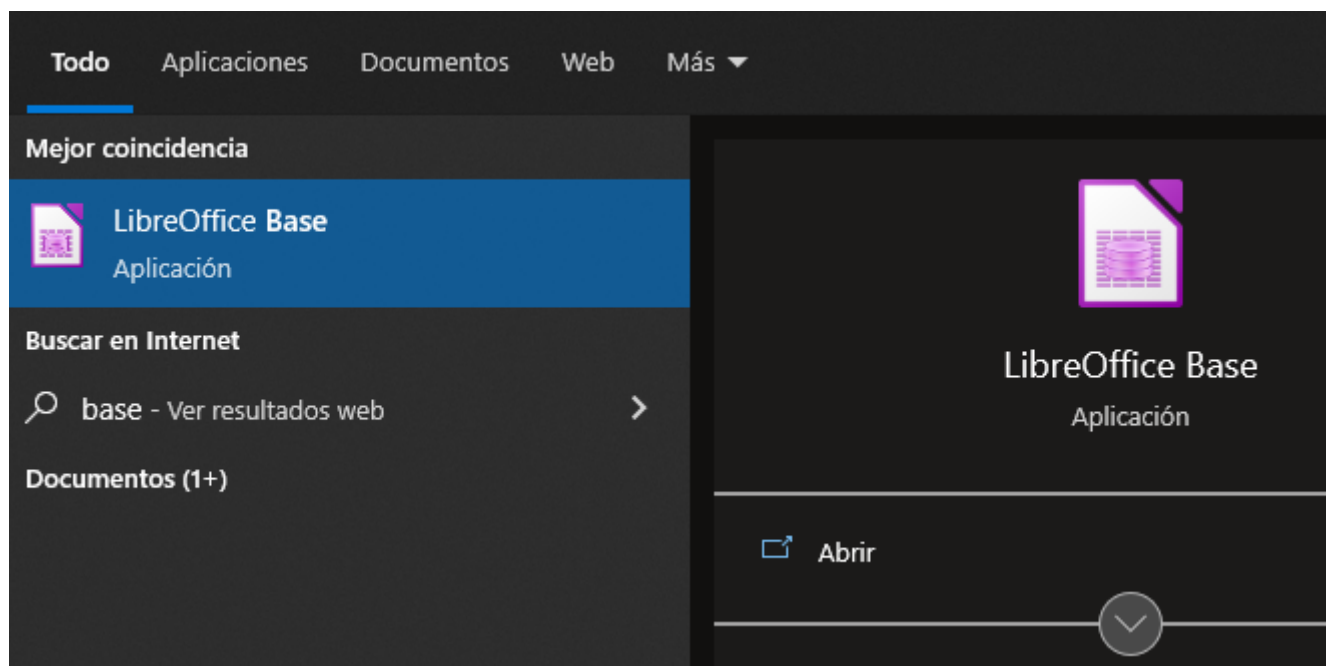 Todo Aplicaciones Documentos Web Más
Mejor coincidencia
LibreOffice Base
Aplicación
Buscar en Internet
base - Ver resultados web
Documentos (1+)
LibreOffice Base
Aplicación
Abrir